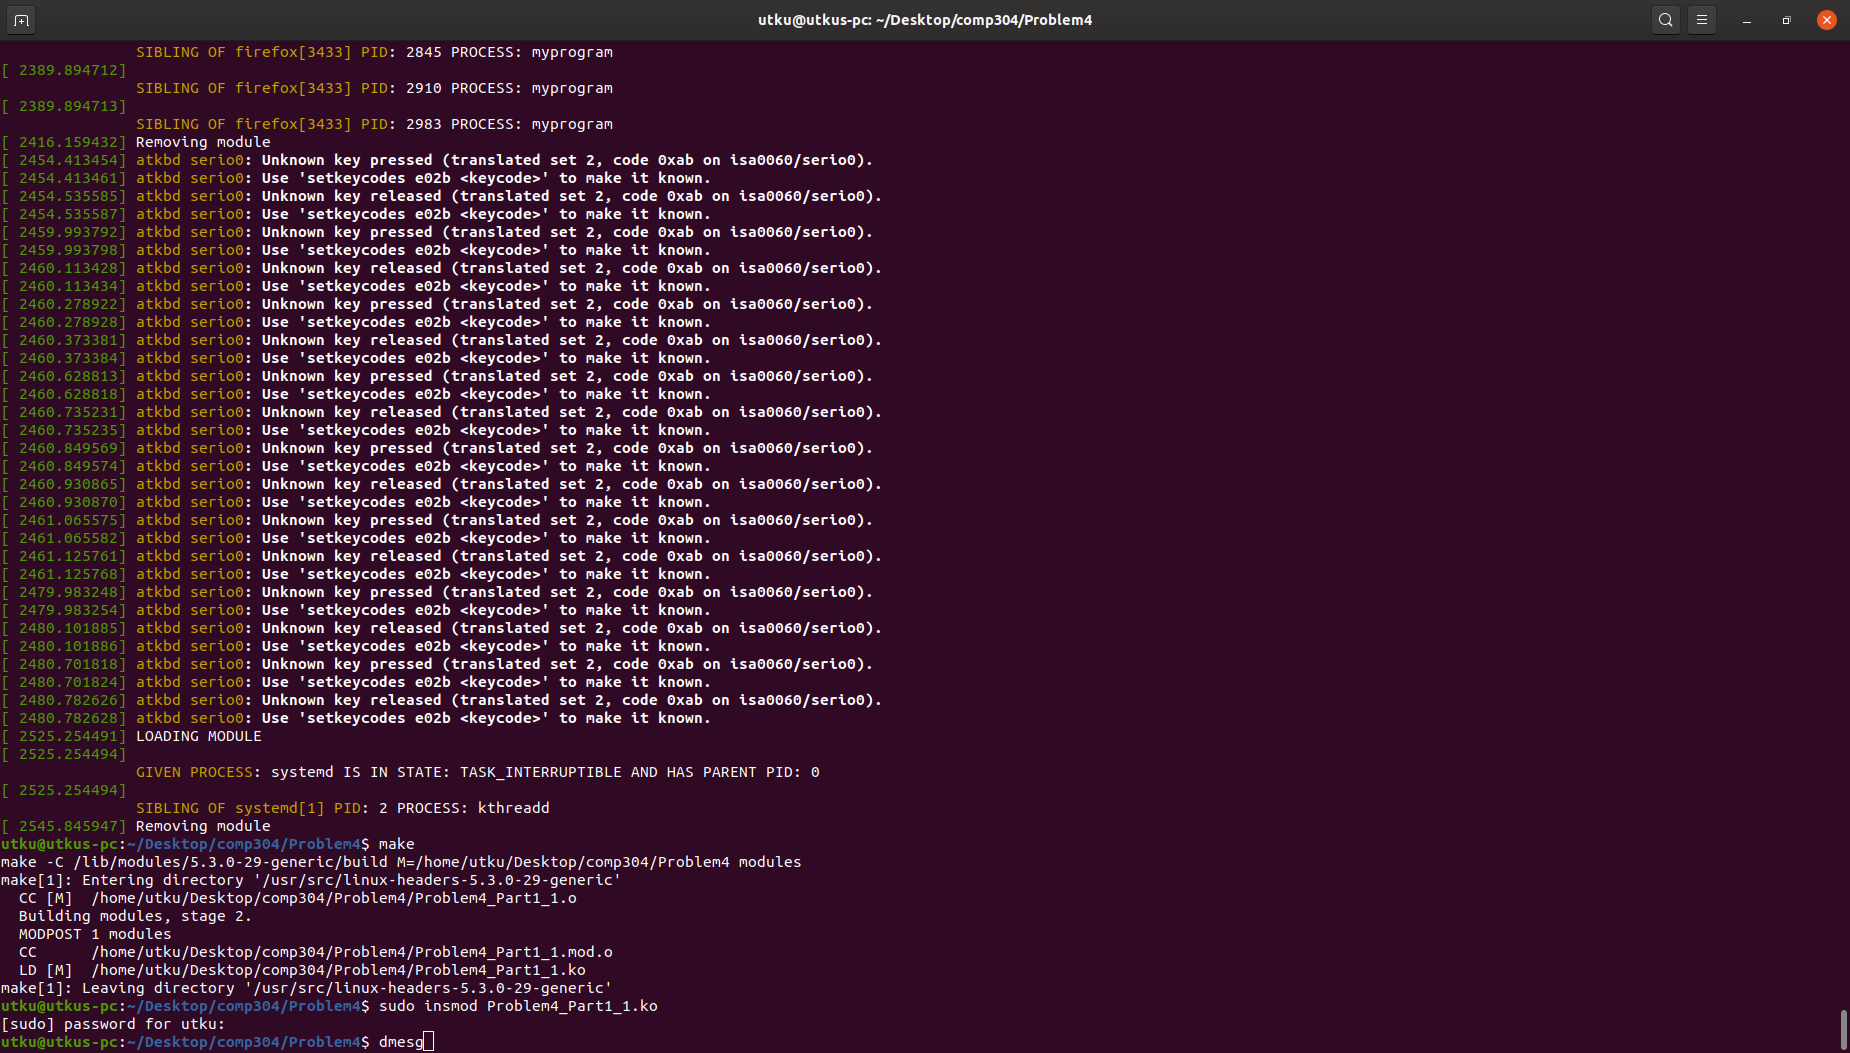 utku@utkus-pc: ~/Desktop/comp304/Problem4
SIBLING OF firefox[3433] PID: 2845 PROCESS: myprogram
[ 2389.894712]
SIBLING OF firefox[3433] PID: 2910 PROCESS: myprogram
[ 2389.894713]
SIBLING OF firefox[3433] PID: 2983 PROCESS: myprogram
[ 2416.159432] Removing module
[ 2454.413454] atkbd serio0: Unknown key pressed (translated set 2, code 0xab on isa0060/serio0).
[ 2454.413461] atkbd serio0: Use 'setkeycodes e02b <keycode>' to make it known.
[ 2454.535585] atkbd serio0: Unknown key released (translated set 2, code 0xab on isa0060/serio0).
[ 2454.535587] atkbd serio0: Use 'setkeycodes e02b <keycode>' to make it known.
[ 2459.993792] atkbd serio0: Unknown key pressed (translated set 2, code 0xab on isa0060/serio0).
[ 2459.993798] atkbd serio0: Use 'setkeycodes e02b <keycode>' to make it known.
[ 2460.113428] atkbd serio0: Unknown key released (translated set 2, code 0xab on isa0060/serio0).
[ 2460.113434] atkbd serio0: Use 'setkeycodes e02b <keycode>' to make it known.
[ 2460.278922] atkbd serio0: Unknown key pressed (translated set 2, code 0xab on isa0060/serio0).
[ 2460.278928] atkbd serio0: Use 'setkeycodes e02b <keycode>' to make it known.
[ 2460.373381] atkbd serio0: Unknown key released (translated set 2, code 0xab on isa0060/serio0).
[ 2460.373384] atkbd serio0: Use 'setkeycodes e02b <keycode>' to make it known.
[ 2460.628813] atkbd serio0: Unknown key pressed (translated set 2, code 0xab on isa0060/serio0).
[ 2460.628818] atkbd serio0: Use 'setkeycodes e02b <keycode>' to make it known.
[ 2460.735231] atkbd serio0: Unknown key released (translated set 2, code 0xab on isa0060/serio0).
[ 2460.735235] atkbd serio0: Use 'setkeycodes e02b <keycode>' to make it known.
[ 2460.849569] atkbd serio0: Unknown key pressed (translated set 2, code 0xab on isa0060/serio0).
[ 2460.849574] atkbd serio0: Use 'setkeycodes e02b <keycode>' to make it known.
[ 2460.930865] atkbd serio0: Unknown key released (translated set 2, code 0xab on isa0060/serio0).
[ 2460.930870] atkbd serio0: Use 'setkeycodes e02b <keycode>' to make it known.
[ 2461.065575] atkbd serio0: Unknown key pressed (translated set 2, code 0xab on isa0060/serio0).
[ 2461.065582] atkbd serio0: Use 'setkeycodes e02b <keycode>' to make it known.
[ 2461.125761] atkbd serio0: Unknown key released (translated set 2, code 0xab on isa0060/serio0).
[ 2461.125768] atkbd serio0: Use 'setkeycodes e02b <keycode>' to make it known.
[ 2479.983248] atkbd serio0: Unknown key pressed (translated set 2, code 0xab on isa0060/serio0).
[ 2479.983254] atkbd serio0: Use 'setkeycodes e02b <keycode>' to make it known.
[ 2480.101885] atkbd serio0: Unknown key released (translated set 2, code 0xab on isa0060/serio0).
[ 2480.101886] atkbd serio0: Use 'setkeycodes e02b <keycode>' to make it known.
[ 2480.701818] atkbd serio0: Unknown key pressed (translated set 2, code 0xab on isa0060/serio0).
[ 2480.701824] atkbd serio0: Use 'setkeycodes e02b <keycode>' to make it known.
[ 2480.782626] atkbd serio0: Unknown key released (translated set 2, code 0xab on isa0060/serio0).
[ 2480.782628] atkbd serio0: Use 'setkeycodes e02b <keycode>' to make it known.
[ 2525.254491] LOADING MODULE
[ 2525.254494]
GIVEN PROCESS: systemd IS IN STATE: TASK_INTERRUPTIBLE AND HAS PARENT PID: 0
[ 2525.254494]
SIBLING OF systemd[1] PID: 2 PROCESS: kthreadd
[ 2545.845947] Removing module
utku@utkus-pc:~/Desktop/comp304/Problem4$ make
make -C /lib/modules/5.3.0-29-generic/build M=/home/utku/Desktop/comp304/Problem4 modules
make[1]: Entering directory '/usr/src/linux-headers-5.3.0-29-generic'
CC [M]  /home/utku/Desktop/comp304/Problem4/Problem4_Part1_1.o
Building modules, stage 2.
MODPOST 1 modules
CC      /home/utku/Desktop/comp304/Problem4/Problem4_Part1_1.mod.o
LD [M]  /home/utku/Desktop/comp304/Problem4/Problem4_Part1_1.ko
make[1]: Leaving directory '/usr/src/linux-headers-5.3.0-29-generic'
utku@utkus-pc:~/Desktop/comp304/Problem4$ sudo insmod Problem4_Part1_1.ko
[sudo] password for utku:
utku@utkus-pc:~/Desktop/comp304/Problem4$ dmesg